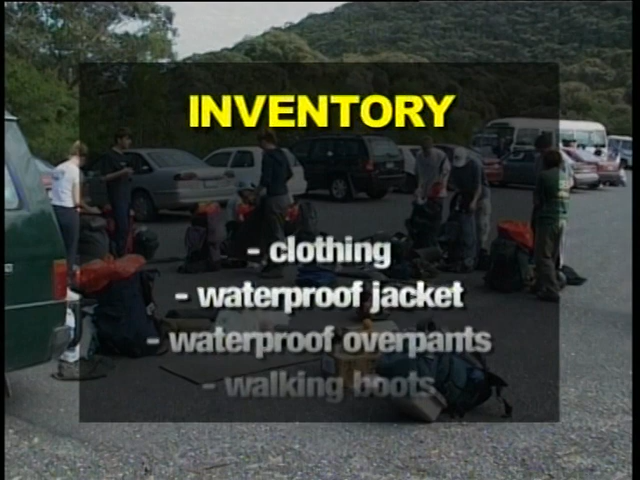 INVENTORY
- clothing
- waterproof jacket
- waterproof overpants
- walking boots